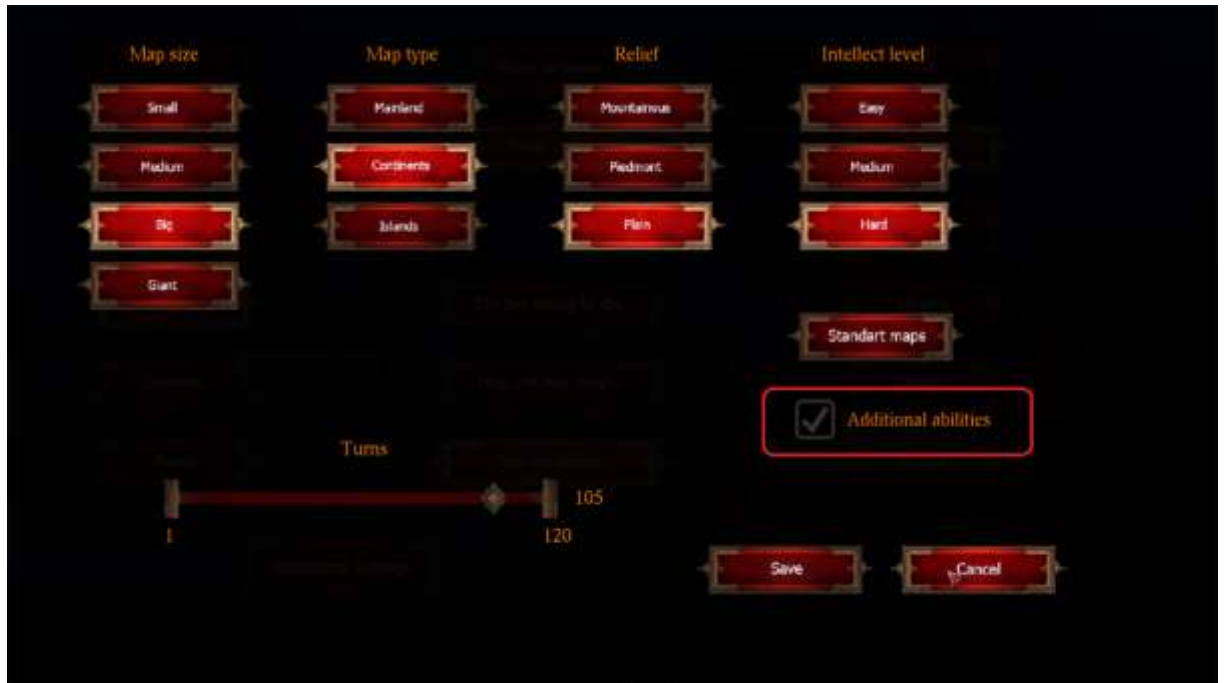 Map size
Map type
Relief
Intellect level
Small
Mainland
Mountainous
Easy
Medium
Continents
Piedmont
Medium
Big
Islands
Plain
Hard
Giant
Standart maps
Additional abilities
Turns
105
1
120
Save
Cancel